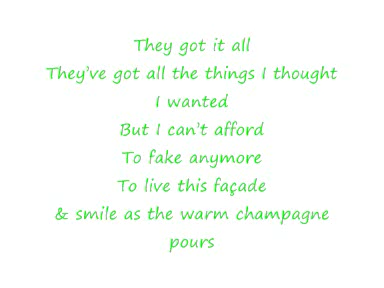 They got it all
They've got all the things I thought
I wanted
But I can't afford
To fake anymore
To live this façade
& smile as the warm champagne
pours